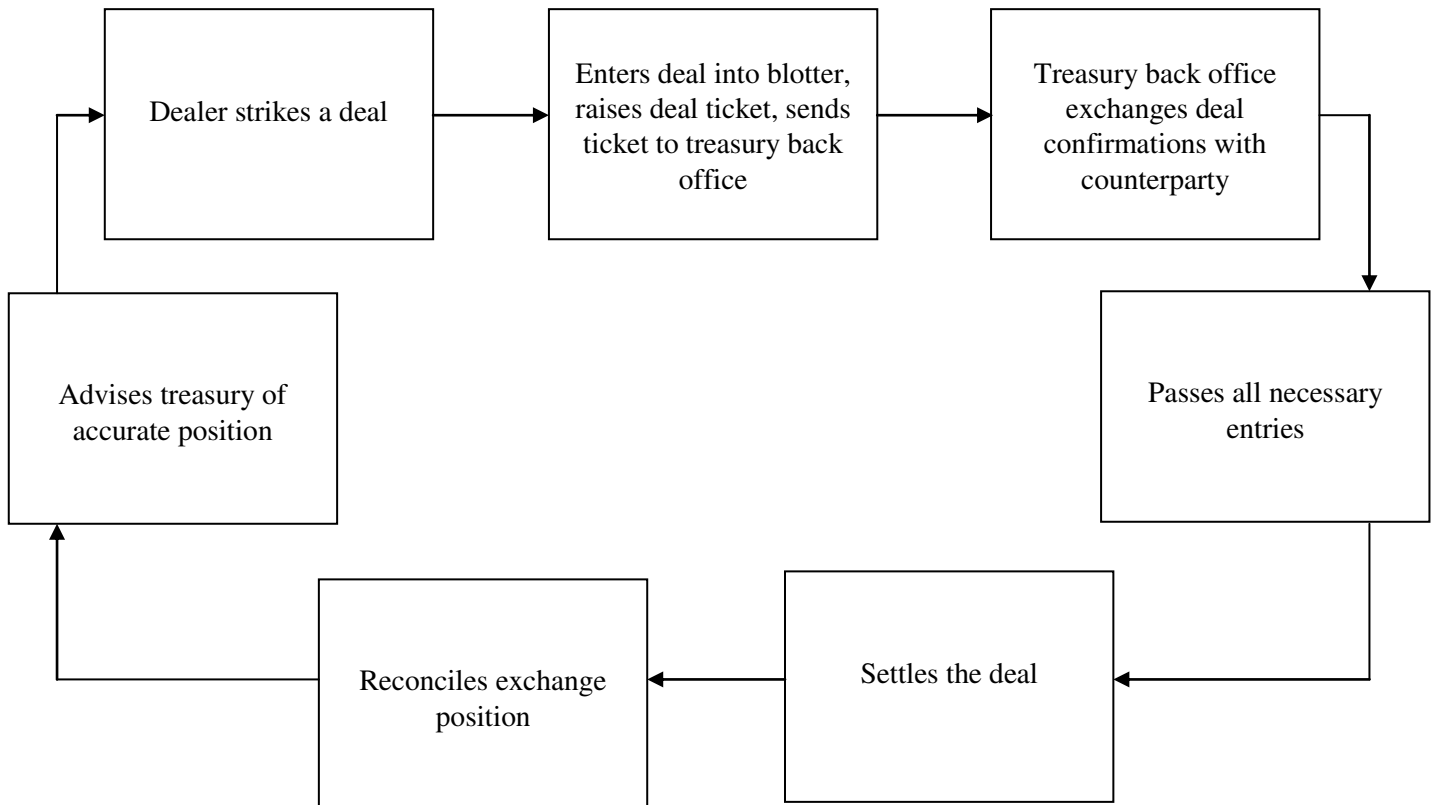 Dealer strikes a deal
Enters deal into blotter,
raises deal ticket, sends
ticket to treasury back
office
Treasury back office
exchanges deal
confirmations with
counterparty
Passes all necessary
entries
Settles the deal
Reconciles exchange
position
Advises treasury of
accurate position